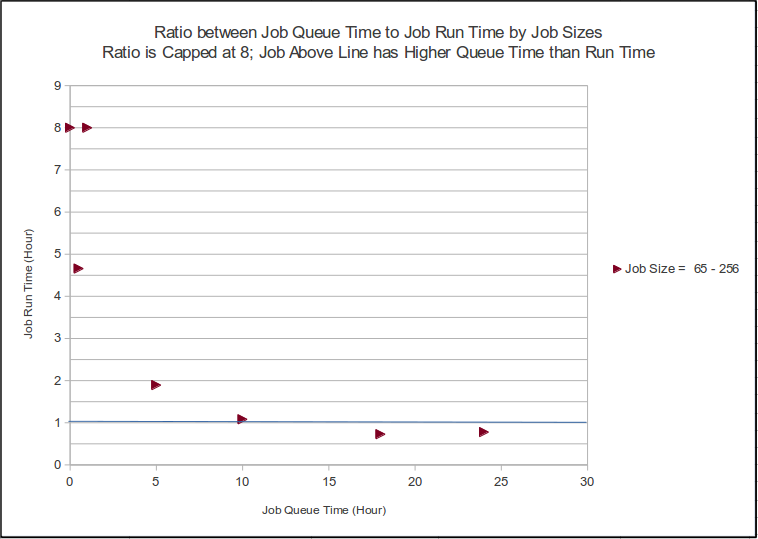 Ratio between Job Queue Time to Job Run Time by Job Sizes
Ratio is Capped at 8; Job Above Line has Higher Queue Time than Run Time
9
8
7
6
5
4
3
2
1
0
Job Run Time (Hour)
0 5 10 15 20 25 30
Job Queue Time (Hour)
Job Size = 65 - 256